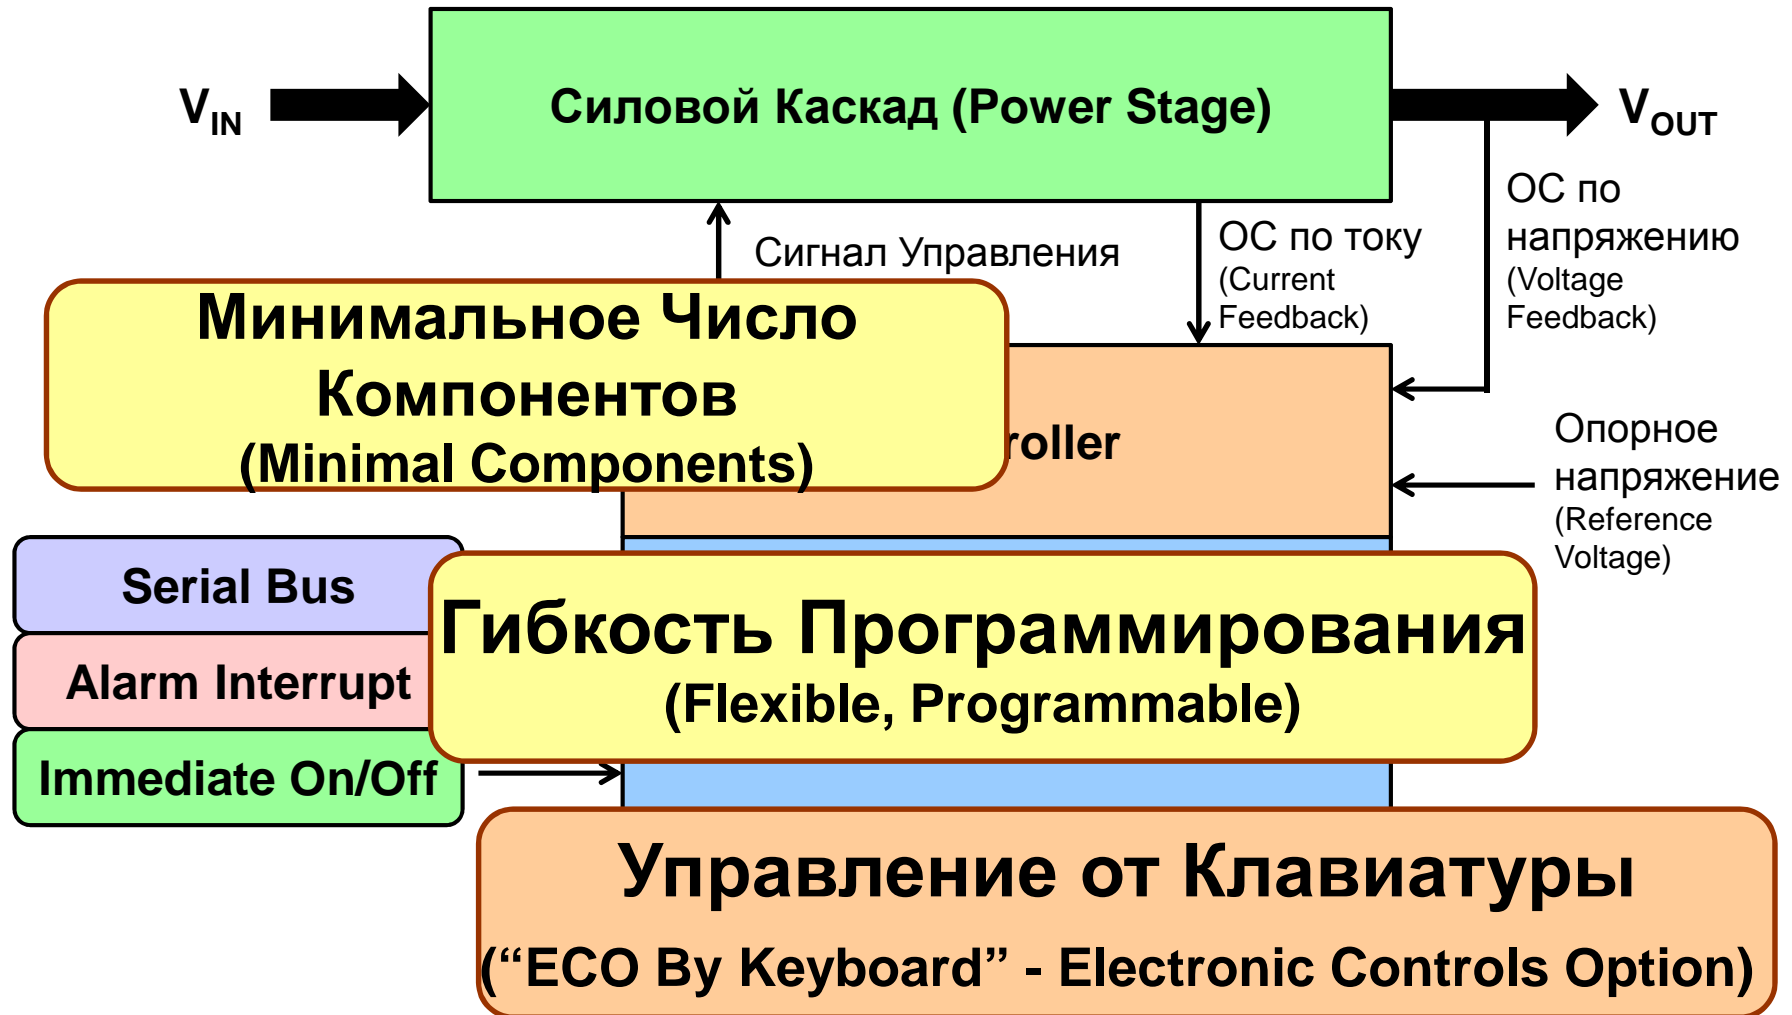 V_IN
Силовой Каскад (Power Stage)
V_OUT
Сигнал Управления
ОС по току
(Current
Feedback)
ОС по
напряжению
(Voltage
Feedback)
Минимальное Число
Компонентов
(Minimal Components)
roller
Опорное
напряжение
(Reference
Voltage)
Serial Bus
Alarm Interrupt
Immediate On/Off
Гибкость Программирования
(Flexible, Programmable)
Управление от Клавиатуры
(“ECO By Keyboard” - Electronic Controls Option)